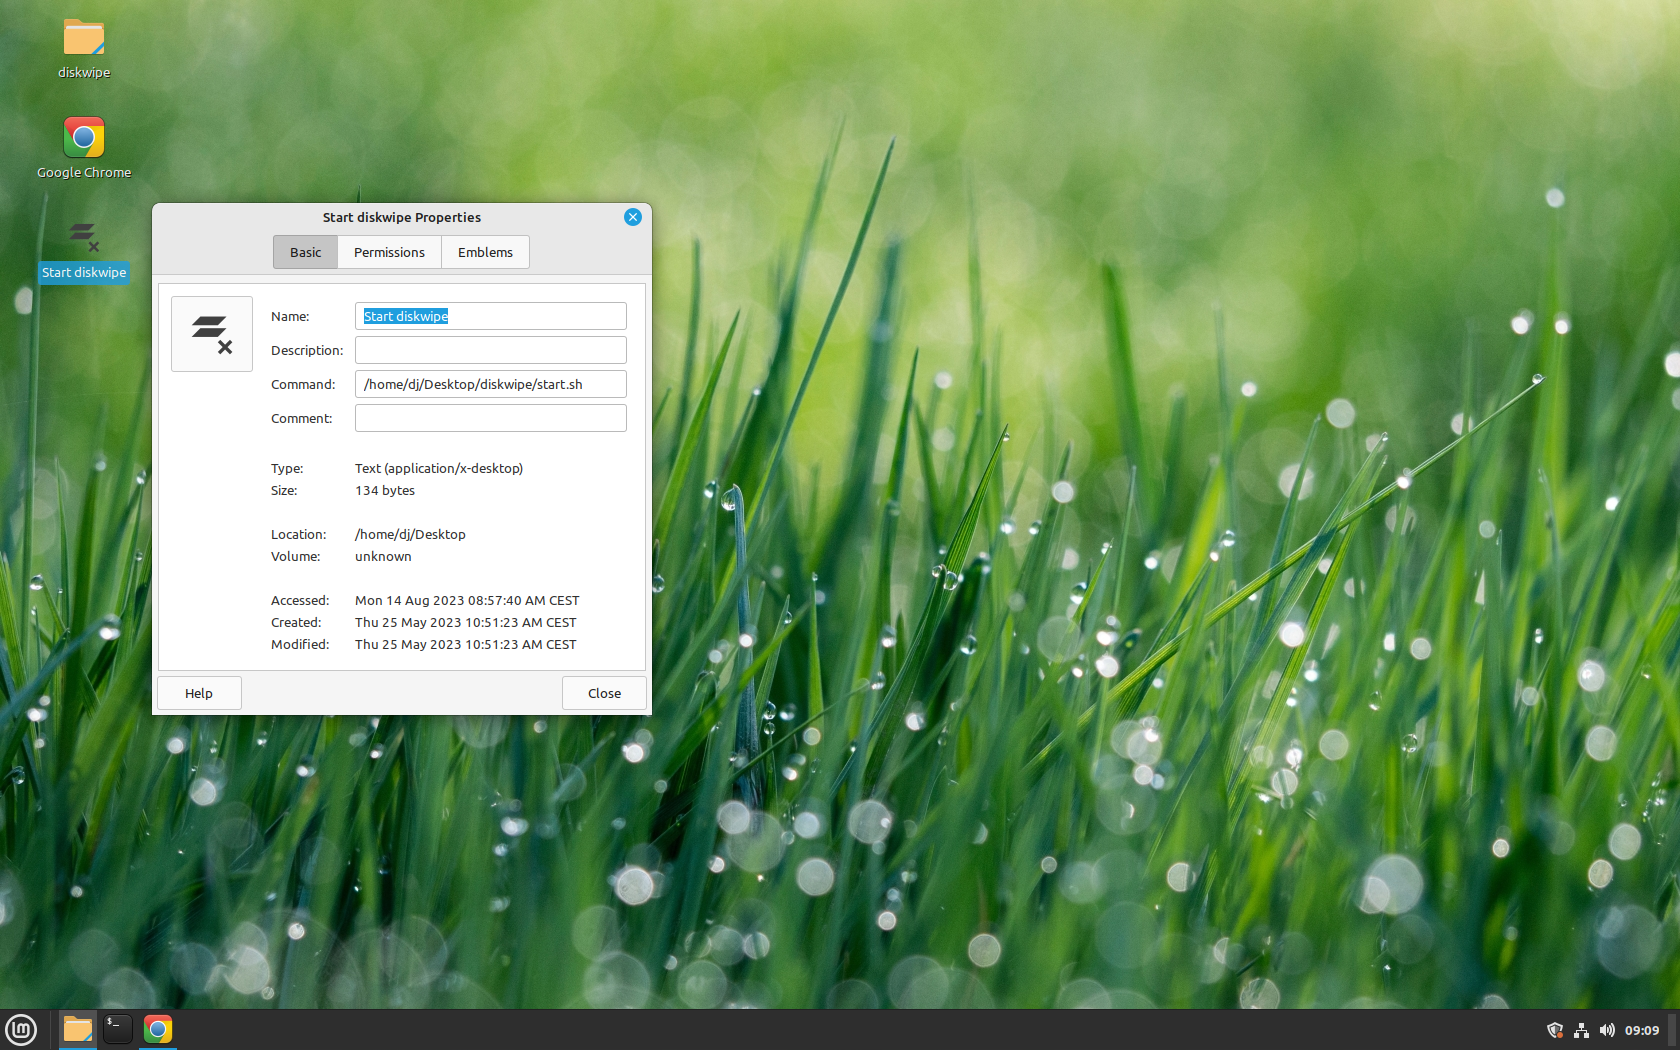 diskwipe
Google Chrome
Start diskwipe
Start diskwipe Properties
Basic Permissions Emblems
Name: Start diskwipe
Description:
Command: /home/dj/Desktop/diskwipe/start.sh
Comment:
Type: Text (application/x-desktop)
Size: 134 bytes
Location: /home/dj/Desktop
Volume: unknown
Accessed: Mon 14 Aug 2023 08:57:40 AM CEST
Created: Thu 25 May 2023 10:51:23 AM CEST
Modified: Thu 25 May 2023 10:51:23 AM CEST
Help Close
lm $_ 09:09